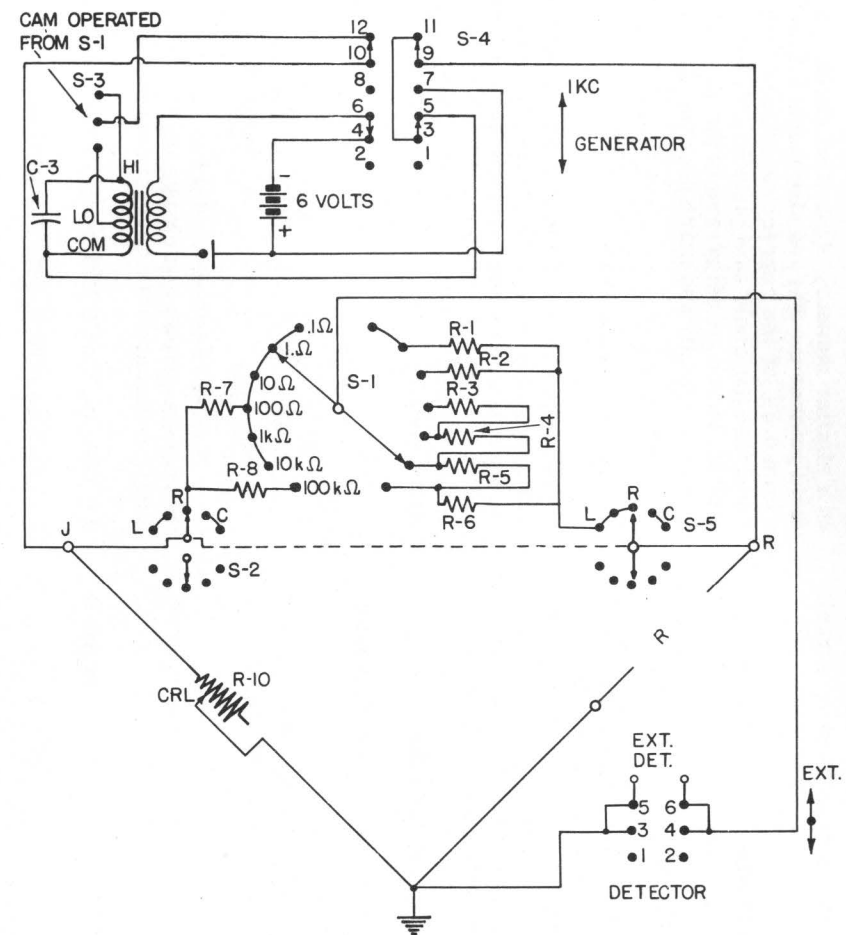 CAM OPERATED
FROM S-1
S-3
C-3
HI
LO
COM
12
10
8
6
4
2
11
9
7
5
3
1
S-4
1KC
GENERATOR
-
6 VOLTS
+
.1Ω
1.Ω
10Ω
100Ω
1kΩ
10kΩ
100kΩ
R-7
R-8
S-1
R-1
R-2
R-3
R-4
R-5
R-6
J
L
R
C
S-2
L
R
C
S-5
R
R
CRL
R-10
EXT.
DET.
5 6
3 4
1 2
DETECTOR
EXT.